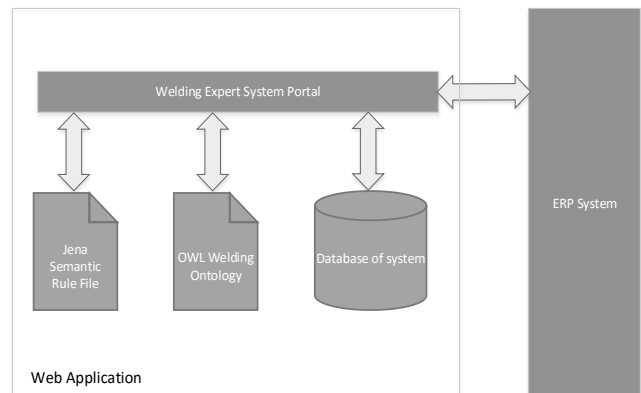 Welding Expert System Portal
ERP System
Jena
Semantic
Rule File
OWL Welding
Ontology
Database of system
Web Application